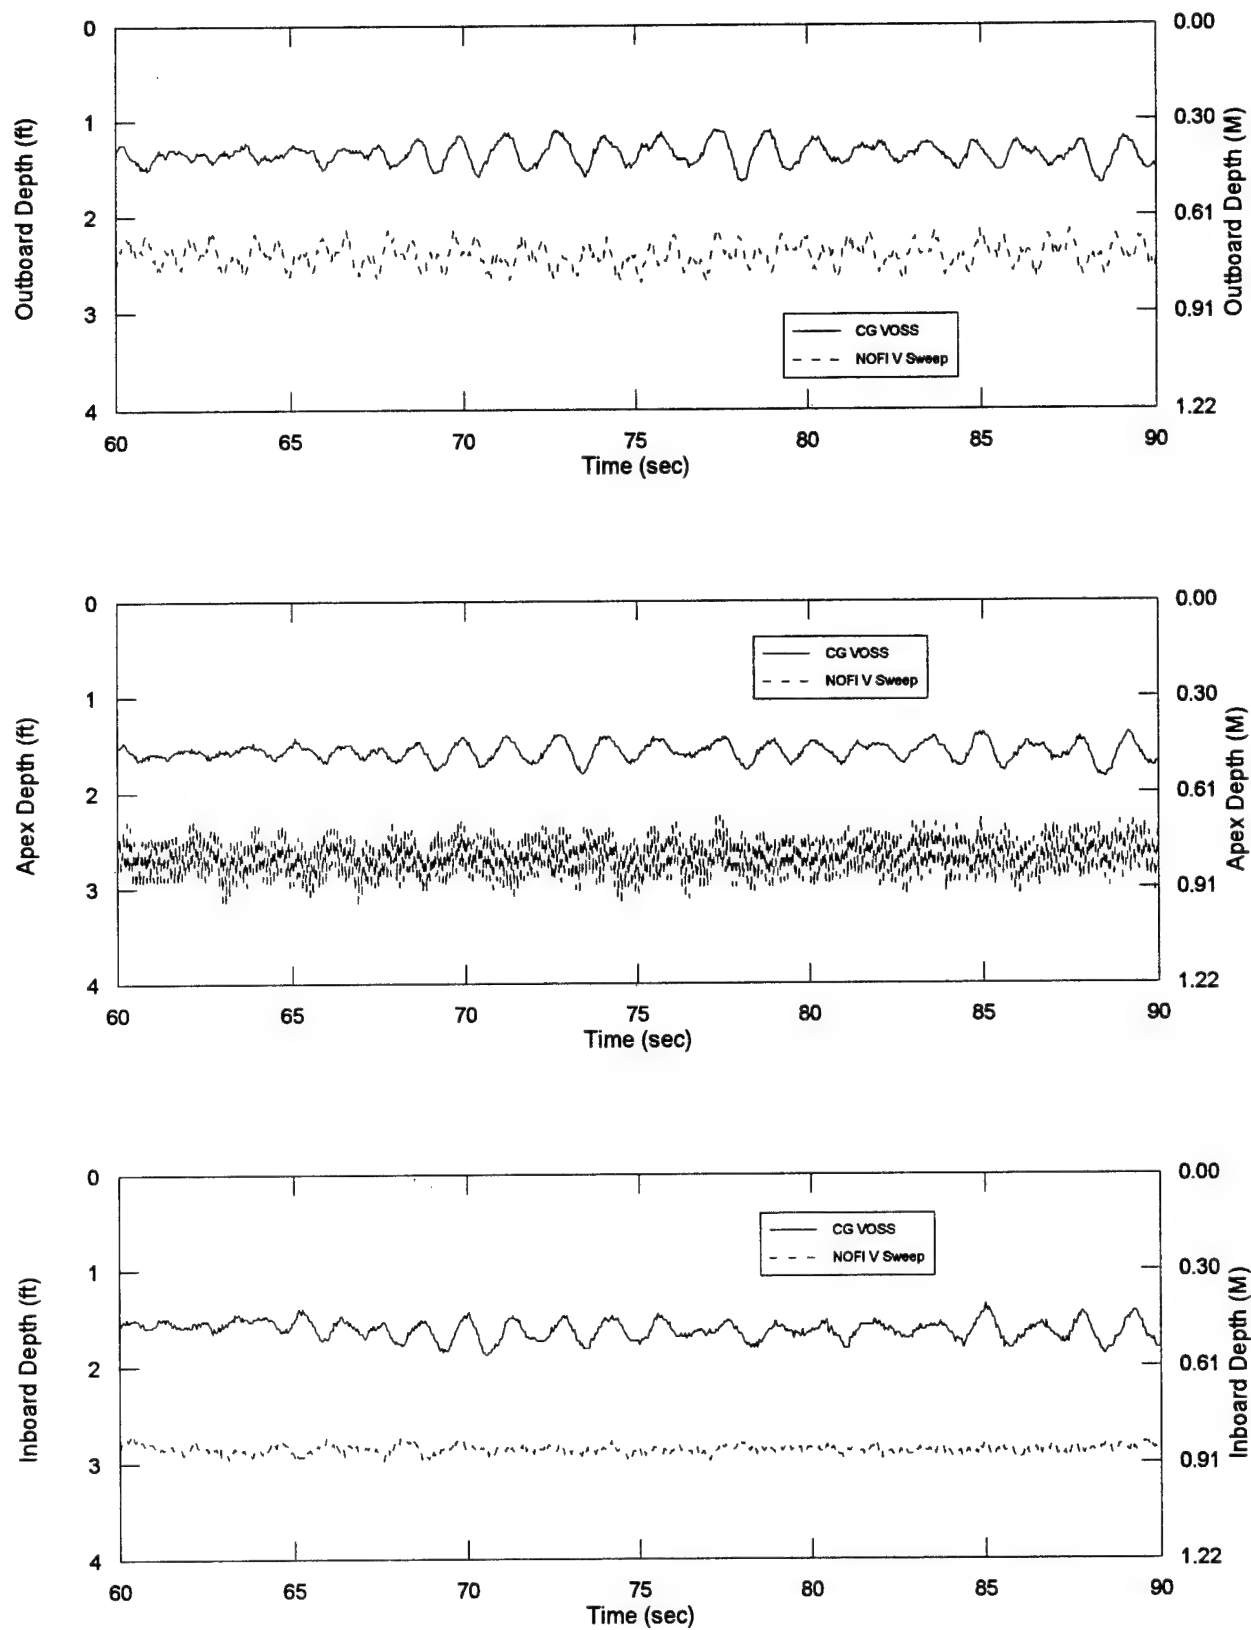 0
1
2
3
4
Outboard Depth (ft)
0.00
0.30
0.61
0.91
1.22
Outboard Depth (M)
CG VOSS
NOFI V Sweep
60 65 70 75 80 85 90
Time (sec)
0
1
2
3
4
Apex Depth (ft)
0.00
0.30
0.61
0.91
1.22
Apex Depth (M)
CG VOSS
NOFI V Sweep
60 65 70 75 80 85 90
Time (sec)
0
1
2
3
4
Inboard Depth (ft)
0.00
0.30
0.61
0.91
1.22
Inboard Depth (M)
CG VOSS
NOFI V Sweep
60 65 70 75 80 85 90
Time (sec)